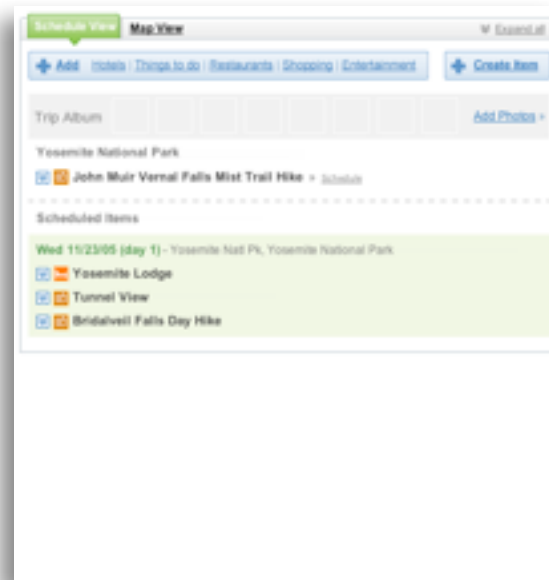 Schedule View Map View Expand all
Add Hotels | Things to do | Restaurants | Shopping | Entertainment Create Item
Trip Album Add Photos »
Yosemite National Park
John Muir Vernal Falls Mist Trail Hike » Schedule
Scheduled Items
Wed 11/23/05 (day 1) - Yosemite Natl Pk, Yosemite National Park
Yosemite Lodge
Tunnel View
Bridalveil Falls Day Hike